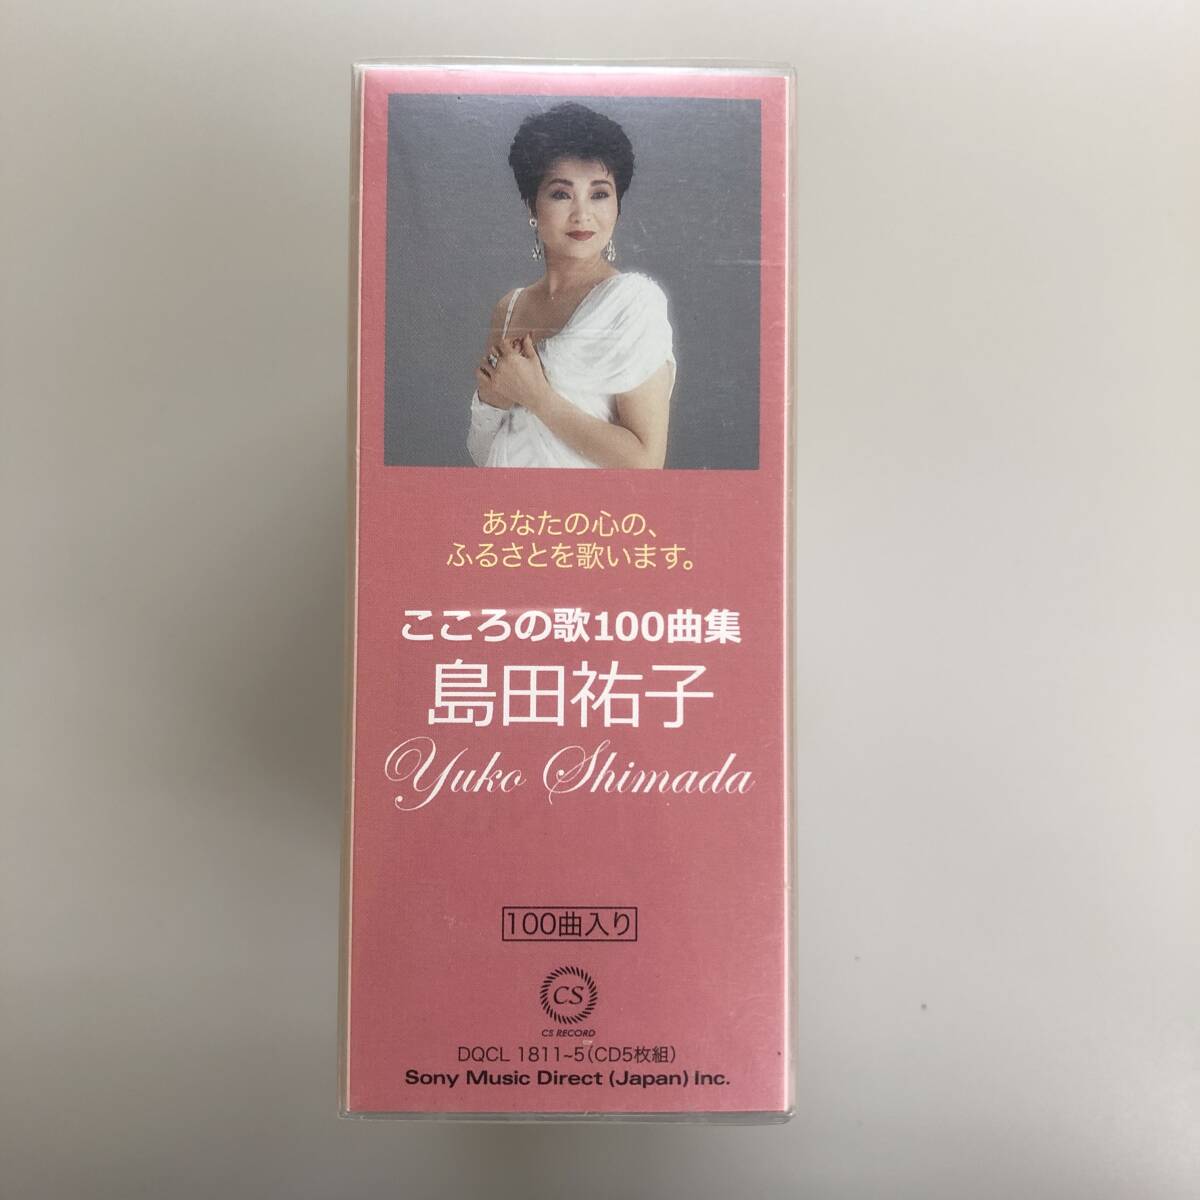 あなたの心の、
ふるさとを歌います。
こころの歌100曲集
島田祐子
Yuko Shimada
100曲入り
CS
CS RECORD
DQCL 1811~5(CD5枚組)
Sony Music Direct (Japan) Inc.